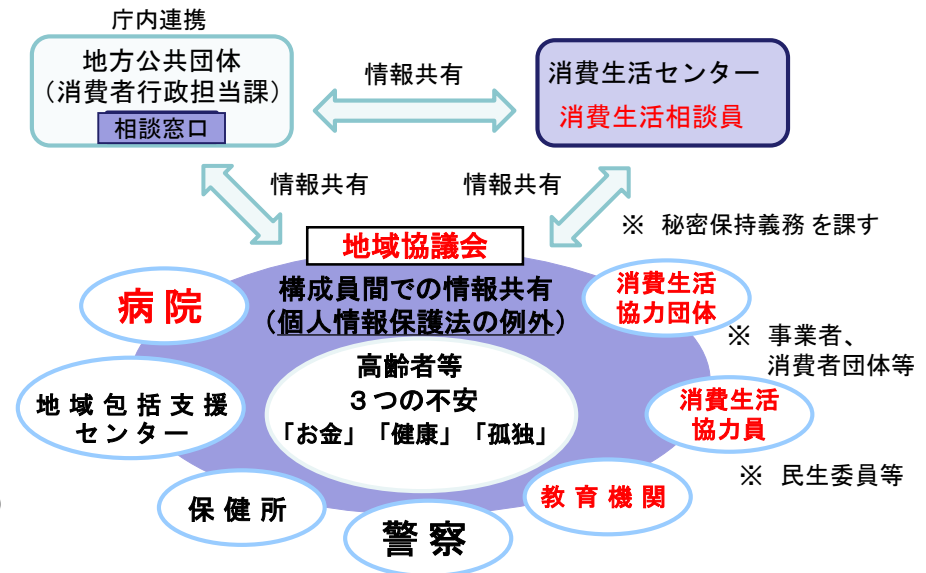 庁内連携
地方公共団体
（消費者行政担当課）
相談窓口
情報共有
消費生活センター
消費生活相談員
情報共有
情報共有
※ 秘密保持義務を課す
地域協議会
構成員間での情報共有
（個人情報保護法の例外）
病院
消費生活
協力団体
※ 事業者、
消費者団体等
高齢者等
３つの不安
「お金」「健康」「孤独」
地域包括支援
センター
消費生活
協力員
※ 民生委員等
保健所
教育機関
警察